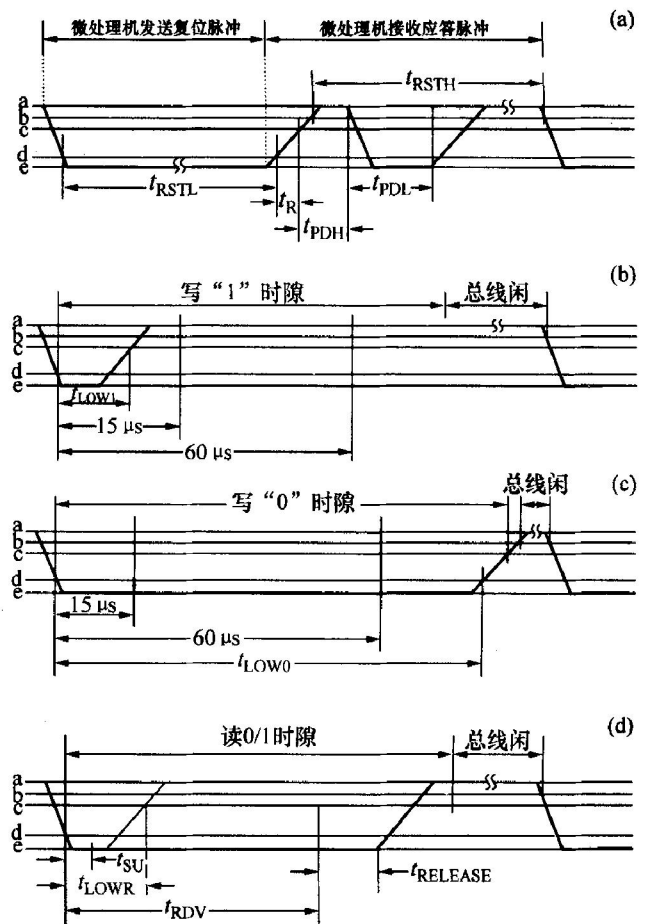 (a)
微处理机发送复位脉冲 微处理机接收应答脉冲
tRSTH
a
b
c
d
e
tRSTL
tR
tPDH
tPDL
(b)
写“1”时隙 总线闲
a
b
c
d
e
tLOW1
15 μs
60 μs
(c)
写“0”时隙 总线闲
a
b
c
d
e
15 μs
60 μs
tLOW0
(d)
读0/1时隙 总线闲
a
b
c
d
e
tSU
tLOWR
tRELEASE
tRDV